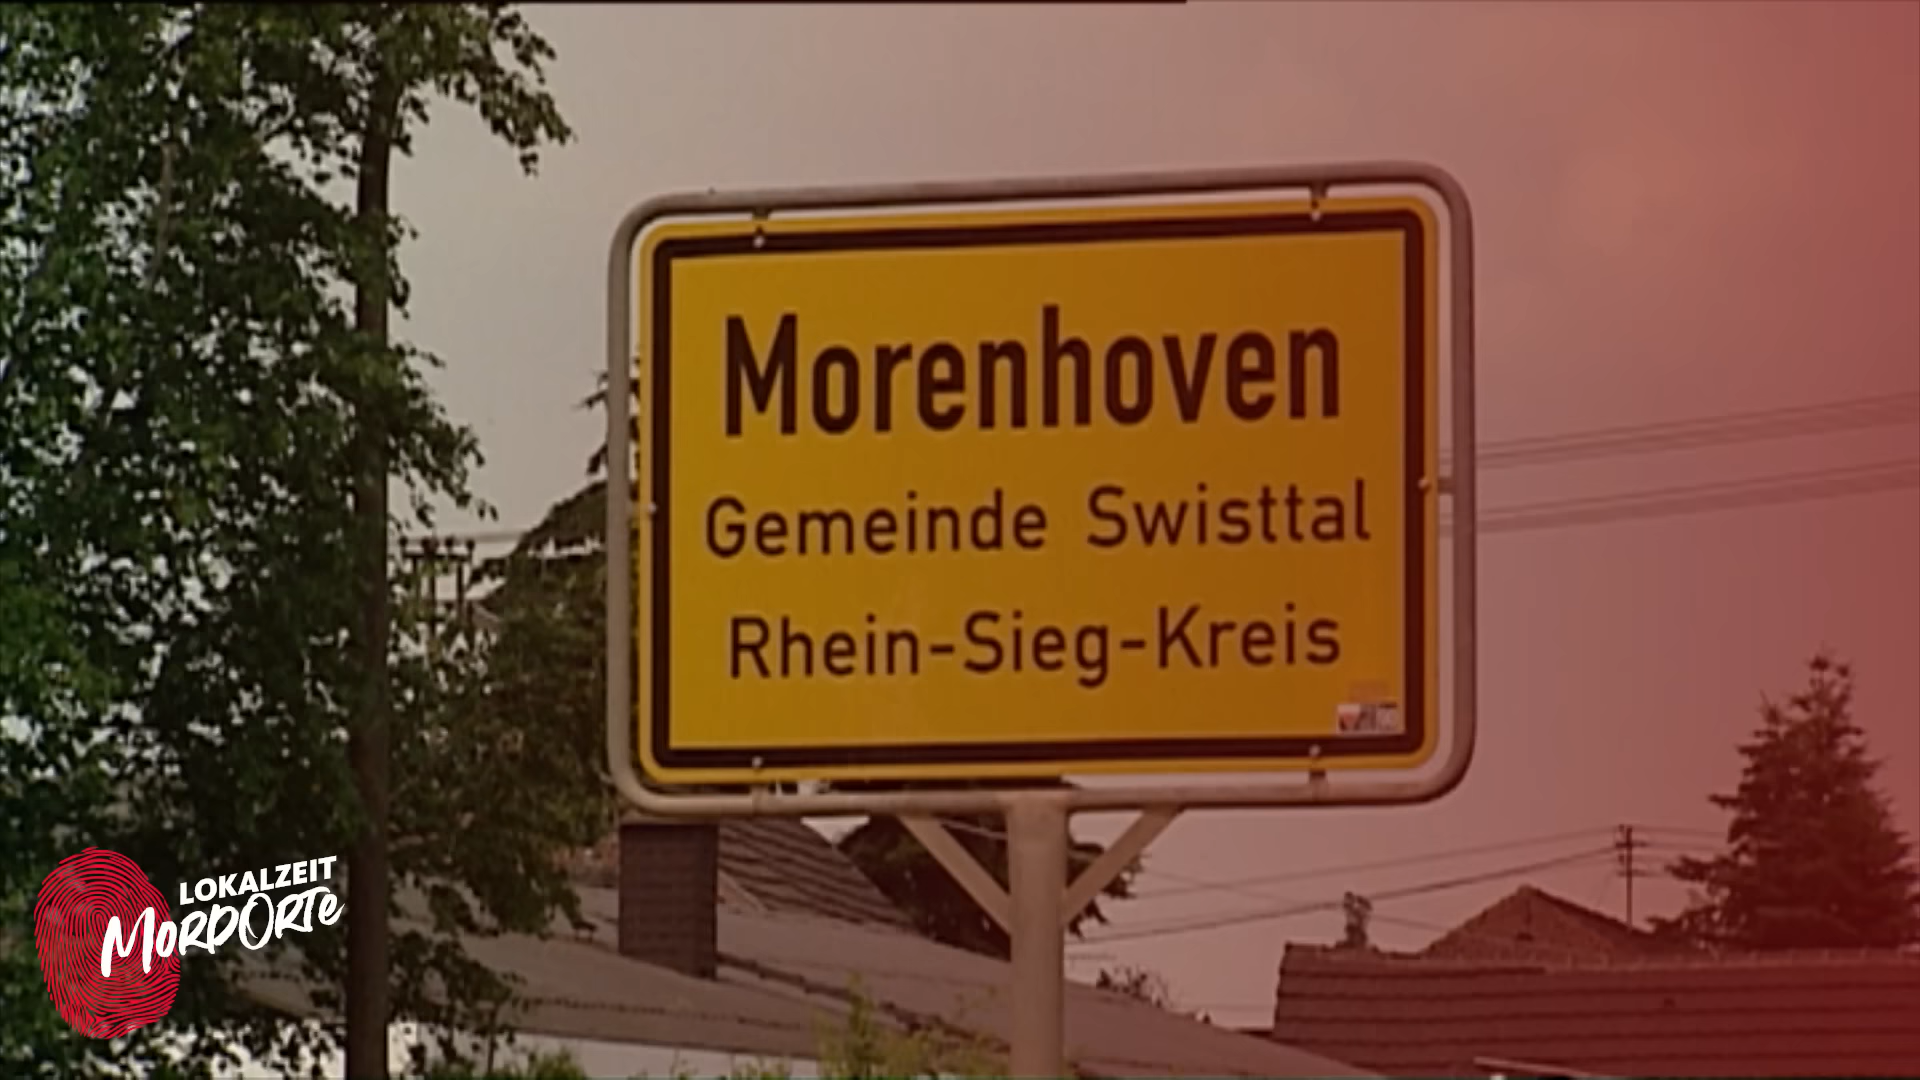 Morenhoven
Gemeinde Swisttal
Rhein-Sieg-Kreis
LOKALZEIT
MORDORTE